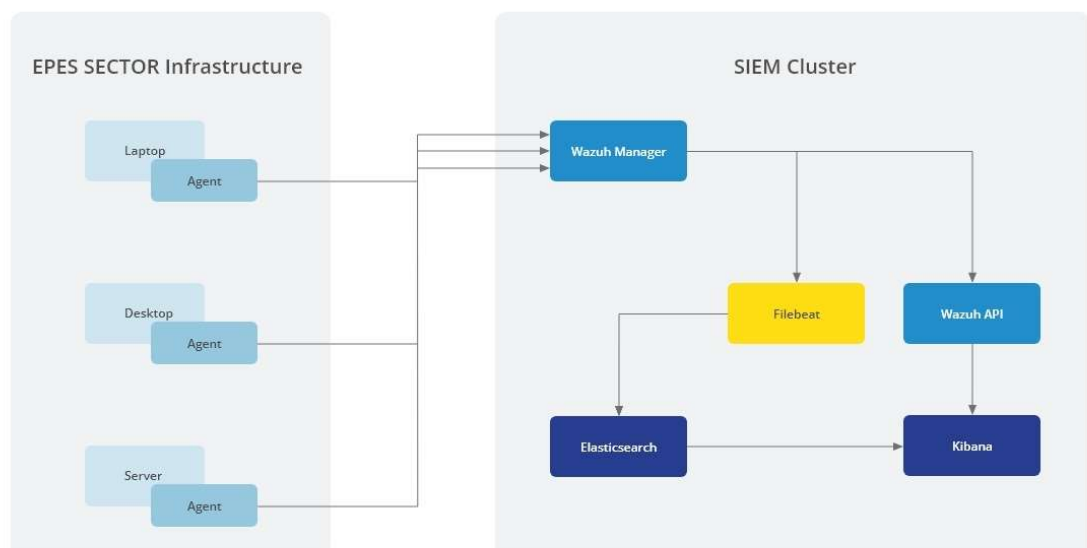 EPES SECTOR Infrastructure
Laptop
Agent
Desktop
Agent
Server
Agent
SIEM Cluster
Wazuh Manager
Filebeat
Wazuh API
Elasticsearch
Kibana